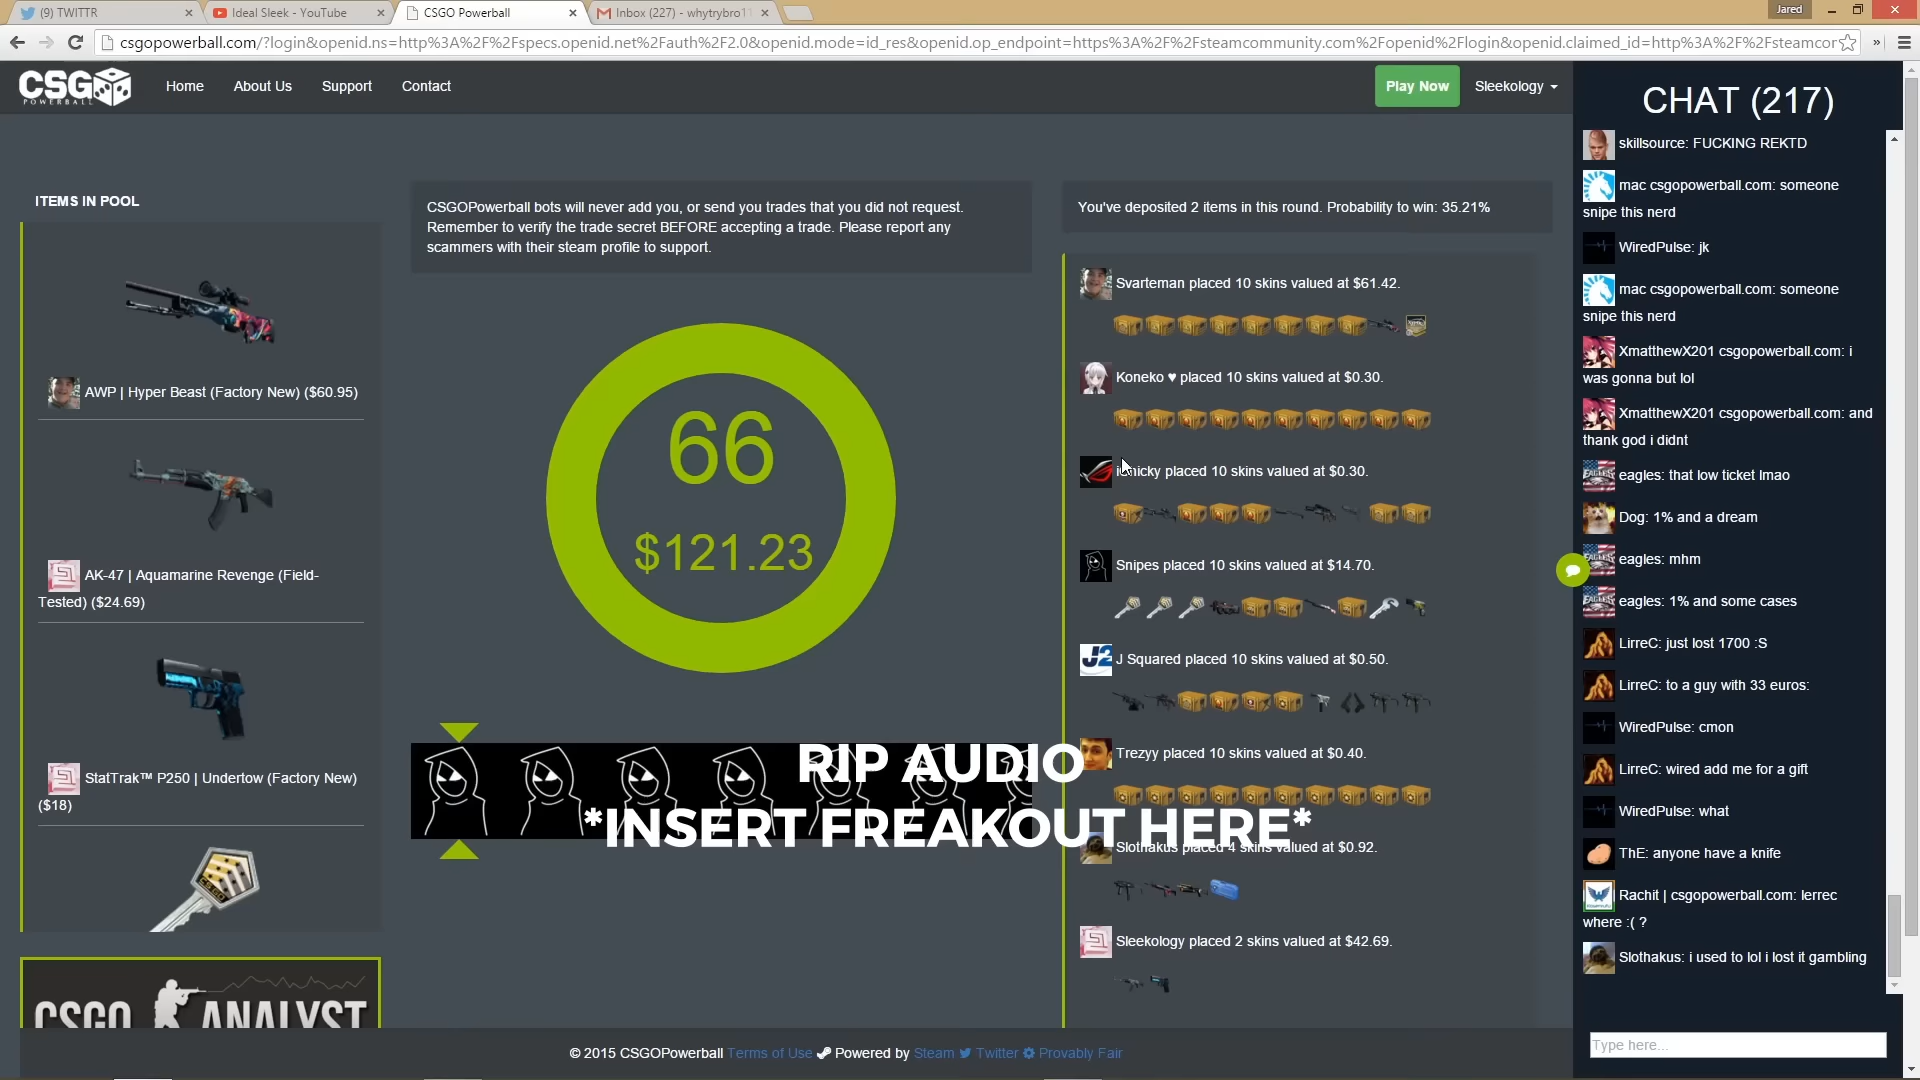 (9) TWITTR
Ideal Sleek - YouTube
CSGO Powerball
Inbox (227) - whytrybro1
Jared
csgopowerball.com/?login&openid.ns=http%3A%2F%2Fspecs.openid.net%2Fauth%2F2.0&openid.mode=id_res&openid.op_endpoint=https%3A%2F%2Fsteamcommunity.com%2Fopenid%2Flogin&openid.claimed_id=http%3A%2F%2Fsteamcor
CSGO
POWERBALL
Home
About Us
Support
Contact
Play Now
Sleekology
ITEMS IN POOL
AWP | Hyper Beast (Factory New) ($60.95)
AK-47 | Aquamarine Revenge (Field-
Tested) ($24.69)
StatTrak™ P250 | Undertow (Factory New)
($18)
CSGO ANALYST
CSGOPowerball bots will never add you, or send you trades that you did not request.
Remember to verify the trade secret BEFORE accepting a trade. Please report any
scammers with their steam profile to support.
66
$121.23
RIP AUDIO
*INSERT FREAKOUT HERE*
You've deposited 2 items in this round. Probability to win: 35.21%
Svarteman placed 10 skins valued at $61.42.
Koneko ♥ placed 10 skins valued at $0.30.
placed 10 skins valued at $0.30.
Snipes placed 10 skins valued at $14.70.
J Squared placed 10 skins valued at $0.50.
Trezyy placed 10 skins valued at $0.40.
Slothakus placed 4 skins valued at $0.92.
Sleekology placed 2 skins valued at $42.69.
© 2015 CSGOPowerball Terms of Use Powered by Steam Twitter Provably Fair
CHAT (217)
skillsource: FUCKING REKTD
mac csgopowerball.com: someone
snipe this nerd
WiredPulse: jk
mac csgopowerball.com: someone
snipe this nerd
XmatthewX201 csgopowerball.com: i
was gonna but lol
XmatthewX201 csgopowerball.com: and
thank god i didnt
eagles: that low ticket lmao
Dog: 1% and a dream
eagles: mhm
eagles: 1% and some cases
LirreC: just lost 1700 :S
LirreC: to a guy with 33 euros:
WiredPulse: cmon
LirreC: wired add me for a gift
WiredPulse: what
ThE: anyone have a knife
Rachit | csgopowerball.com: lerrec
where :( ?
Slothakus: i used to lol i lost it gambling
Type here...